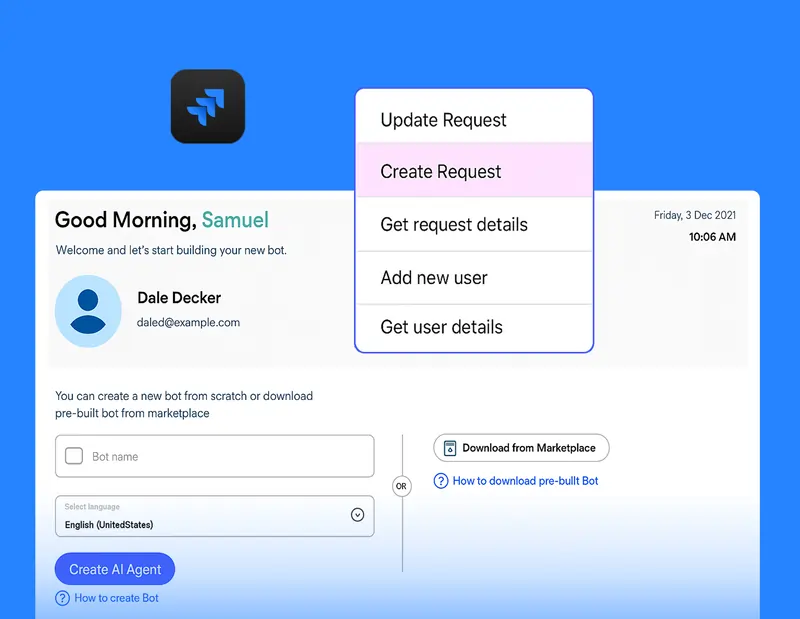 Update Request
Create Request
Get request details
Add new user
Get user details
Good Morning, Samuel
Welcome and let's start building your new bot.
Friday, 3 Dec 2021
10:06 AM
Dale Decker
daled@example.com
You can create a new bot from scratch or download
pre-built bot from marketplace
Bot name
Select language
English (UnitedStates)
Create AI Agent
How to create Bot
OR
Download from Marketplace
How to download pre-bullt Bot